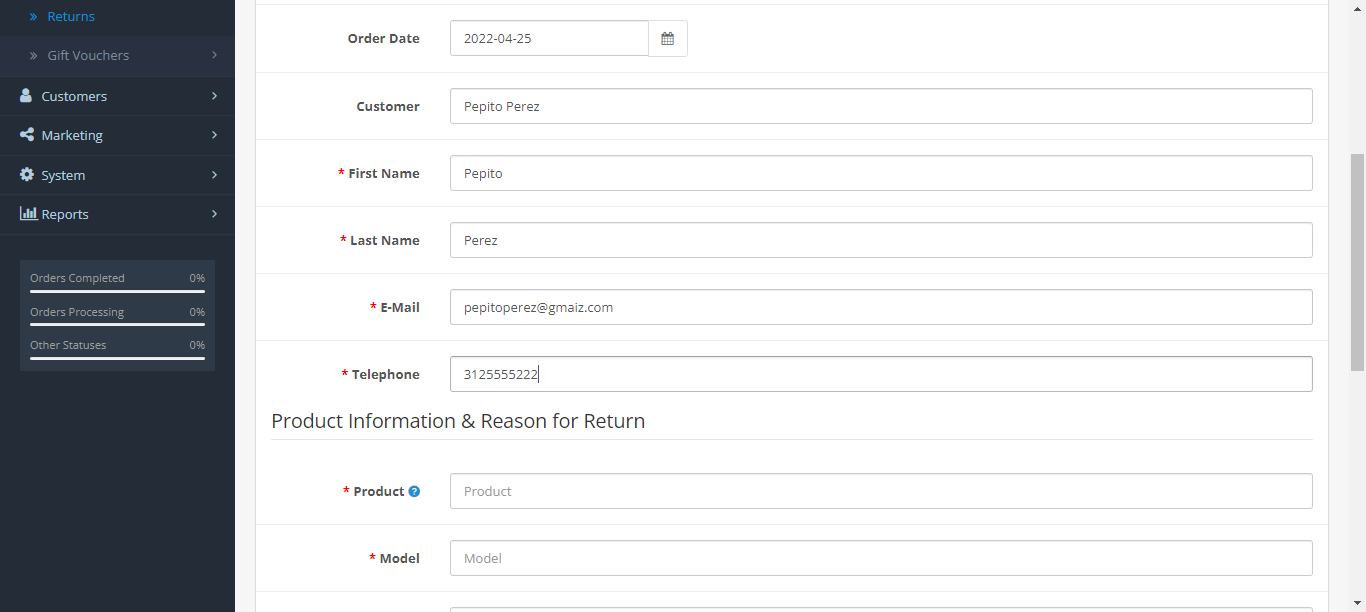 Returns
Gift Vouchers
Customers
Marketing
System
Reports
Orders Completed 0%
Orders Processing 0%
Other Statuses 0%
Order Date 2022-04-25
Customer Pepito Perez
* First Name Pepito
* Last Name Perez
* E-Mail pepitoperez@gmaiz.com
* Telephone 3125555222
Product Information & Reason for Return
* Product ? Product
* Model Model